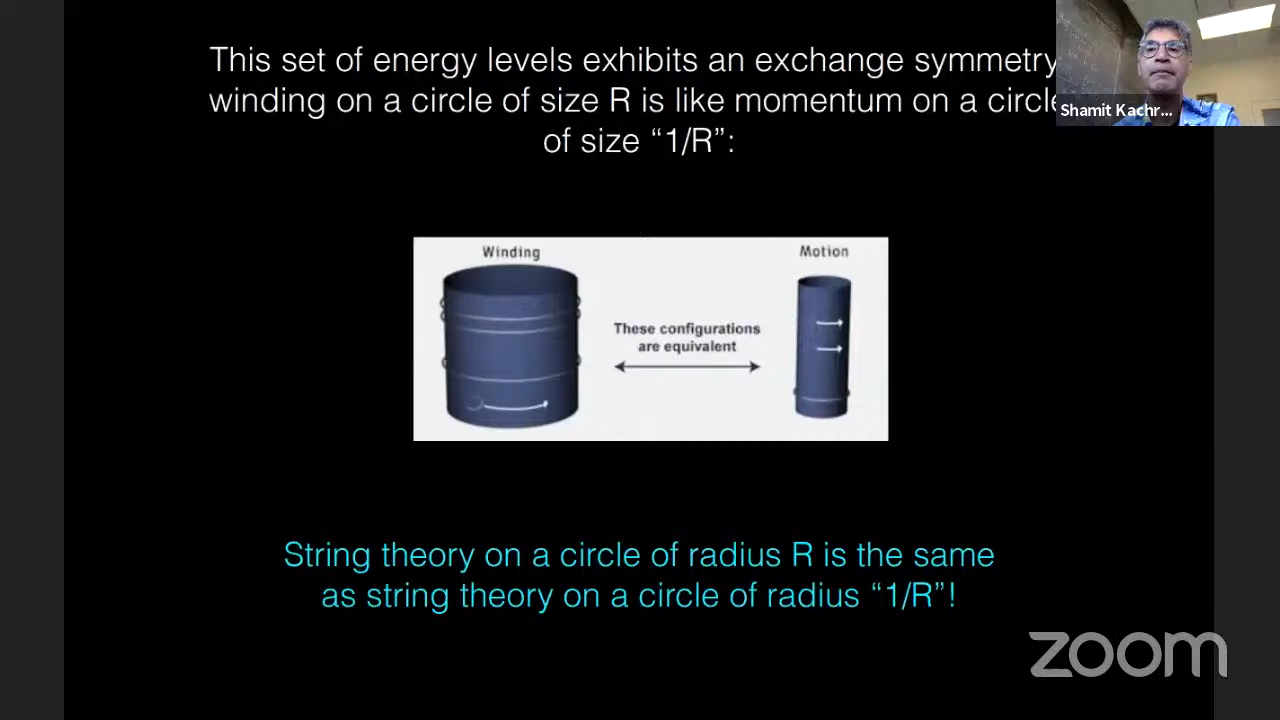 This set of energy levels exhibits an exchange symmetry
winding on a circle of size R is like momentum on a circle
of size “1/R”:
Shamit Kachr...
Winding
Motion
These configurations
are equivalent
String theory on a circle of radius R is the same
as string theory on a circle of radius “1/R”!
zoom